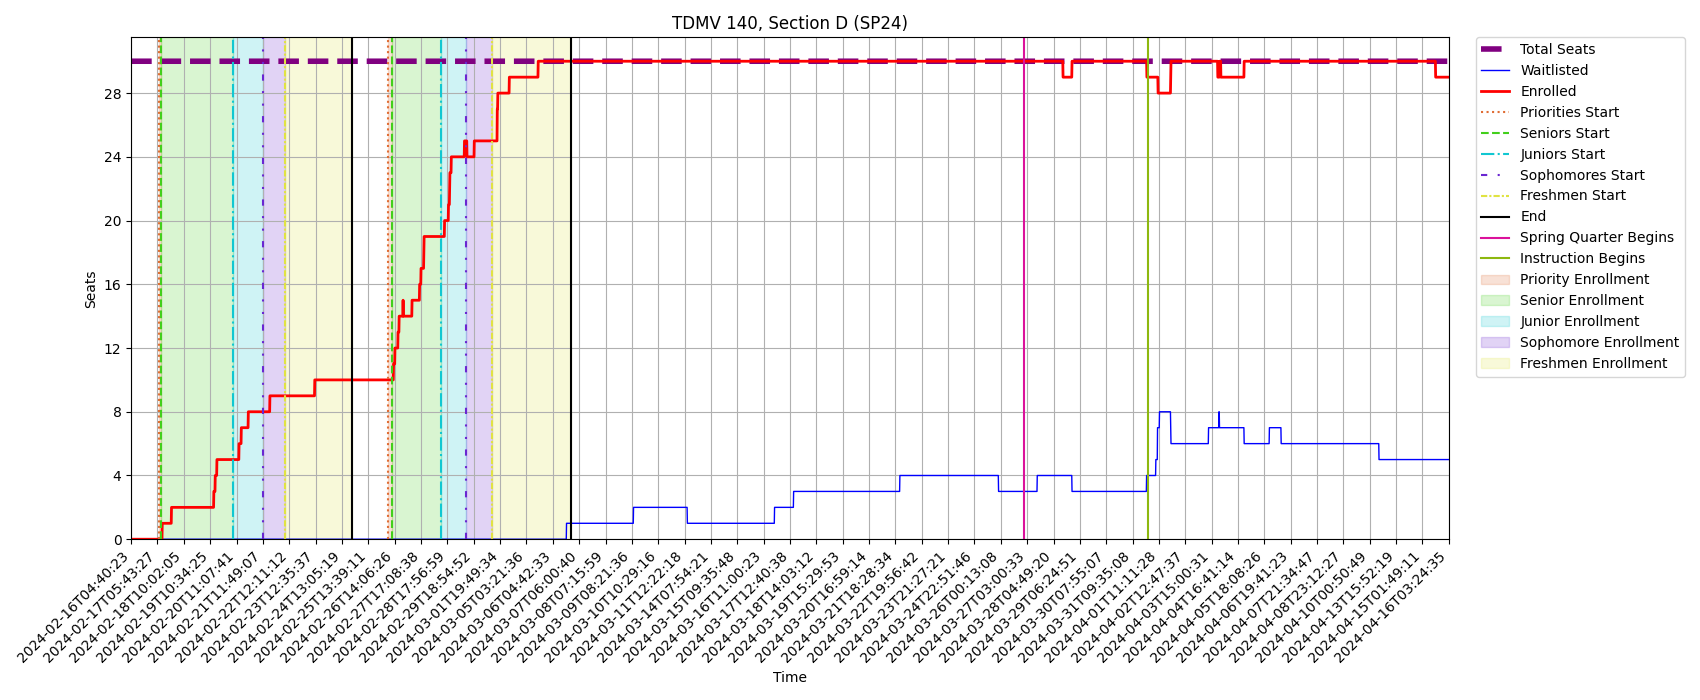 TDMV 140, Section D (SP24)
Seats
28
24
20
16
12
8
4
0
2024-02-16T04:40:23
2024-02-17T05:43:27
2024-02-18T10:02:05
2024-02-19T10:34:25
2024-02-20T11:07:41
2024-02-21T11:49:07
2024-02-22T12:11:12
2024-02-23T12:35:37
2024-02-24T13:05:19
2024-02-25T13:39:11
2024-02-26T14:06:26
2024-02-27T17:08:38
2024-02-28T17:56:59
2024-02-29T18:54:52
2024-03-01T19:49:34
2024-03-05T03:21:36
2024-03-06T04:42:33
2024-03-07T06:00:40
2024-03-08T07:15:59
2024-03-09T08:21:36
2024-03-10T10:29:16
2024-03-11T12:22:18
2024-03-14T07:54:21
2024-03-15T09:35:48
2024-03-16T11:00:23
2024-03-17T12:40:38
2024-03-18T14:03:12
2024-03-19T15:29:53
2024-03-20T16:59:14
2024-03-21T18:28:34
2024-03-22T19:56:42
2024-03-23T21:27:21
2024-03-24T22:51:46
2024-03-26T00:13:08
2024-03-27T03:00:33
2024-03-28T04:49:20
2024-03-29T06:24:51
2024-03-30T07:55:07
2024-03-31T09:35:08
2024-04-01T11:11:28
2024-04-02T12:47:37
2024-04-03T15:00:31
2024-04-04T16:41:14
2024-04-05T18:08:26
2024-04-06T19:41:23
2024-04-07T21:34:47
2024-04-08T23:12:27
2024-04-10T00:50:49
2024-04-13T15:52:19
2024-04-15T01:49:11
2024-04-16T03:24:35
Time
Total Seats
Waitlisted
Enrolled
Priorities Start
Seniors Start
Juniors Start
Sophomores Start
Freshmen Start
End
Spring Quarter Begins
Instruction Begins
Priority Enrollment
Senior Enrollment
Junior Enrollment
Sophomore Enrollment
Freshmen Enrollment